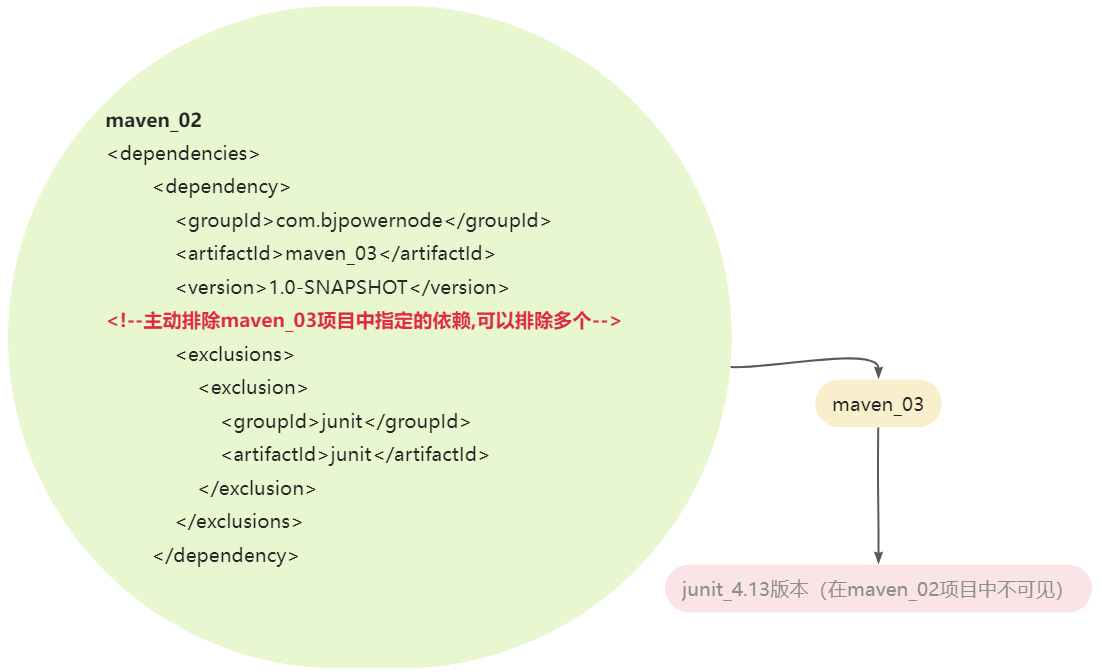 maven_02
<dependencies>
<dependency>
<groupId>com.bjpowernode</groupId>
<artifactId>maven_03</artifactId>
<version>1.0-SNAPSHOT</version>
<!--主动排除maven_03项目中指定的依赖,可以排除多个-->
<exclusions>
<exclusion>
<groupId>junit</groupId>
<artifactId>junit</artifactId>
</exclusion>
</exclusions>
</dependency>
maven_03
junit_4.13版本（在maven_02项目中不可见）